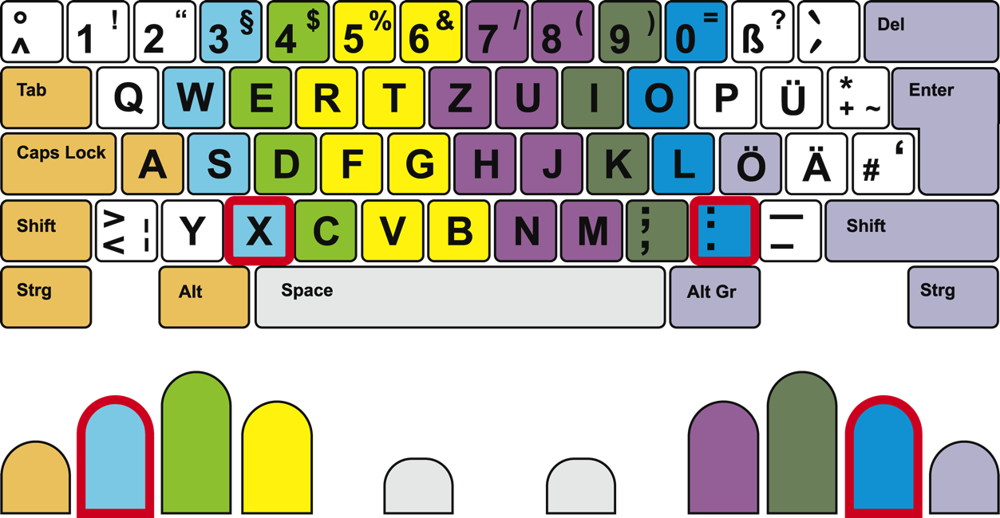 ° ^ 1 ! 2 “ 3 § 4 $ 5 % 6 & 7 / 8 ( 9 ) 0 = ß ? ` ´ Del
Tab Q W E R T Z U I O P Ü * + ~ Enter
Caps Lock A S D F G H J K L Ö Ä # ‘
Shift > < ¦ Y X C V B N M ; ; : . — – Shift
Strg Alt Space Alt Gr Strg